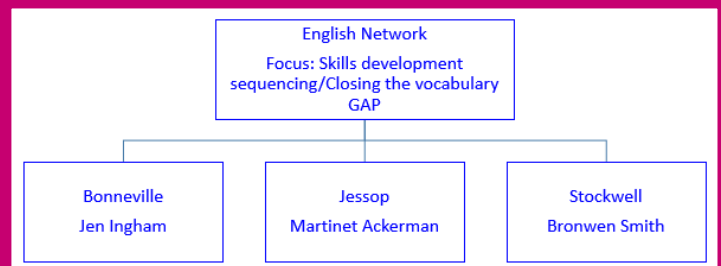 English Network
Focus: Skills development
sequencing/Closing the vocabulary
GAP
Bonneville
Jen Ingham
Jessop
Martinet Ackerman
Stockwell
Bronwen Smith